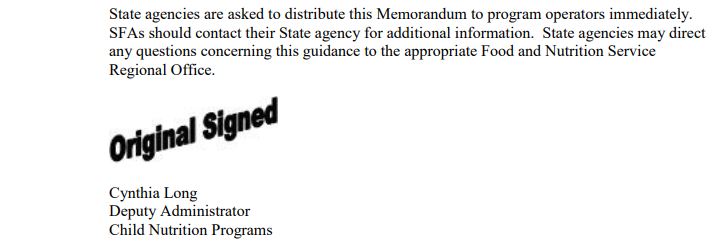 State agencies are asked to distribute this Memorandum to program operators immediately.
SFAs should contact their State agency for additional information.  State agencies may direct
any questions concerning this guidance to the appropriate Food and Nutrition Service
Regional Office.
Original Signed
Cynthia Long
Deputy Administrator
Child Nutrition Programs